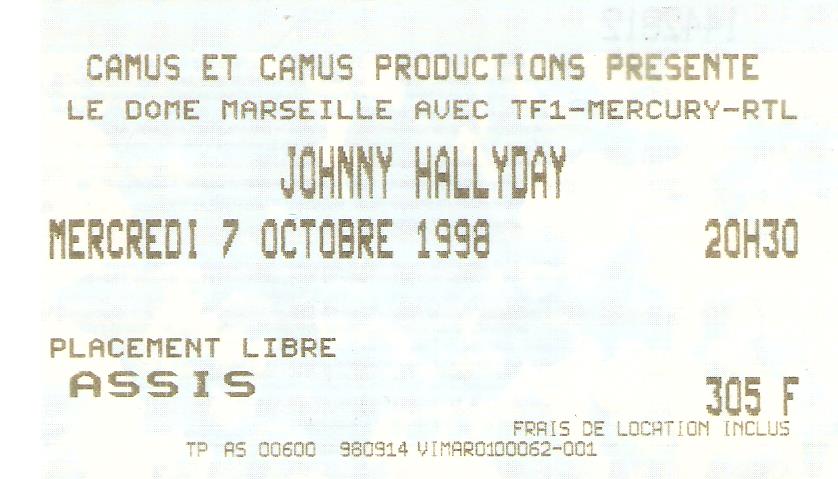 CAMUS ET CAMUS PRODUCTIONS PRESENTE
LE DOME MARSEILLE AVEC TF1-MERCURY-RTL
JOHNNY HALLYDAY
MERCREDI 7 OCTOBRE 1998 20H30
PLACEMENT LIBRE
ASSIS
305 F
FRAIS DE LOCATION INCLUS
TP AS 00600 980914 VIMAR0100062-001